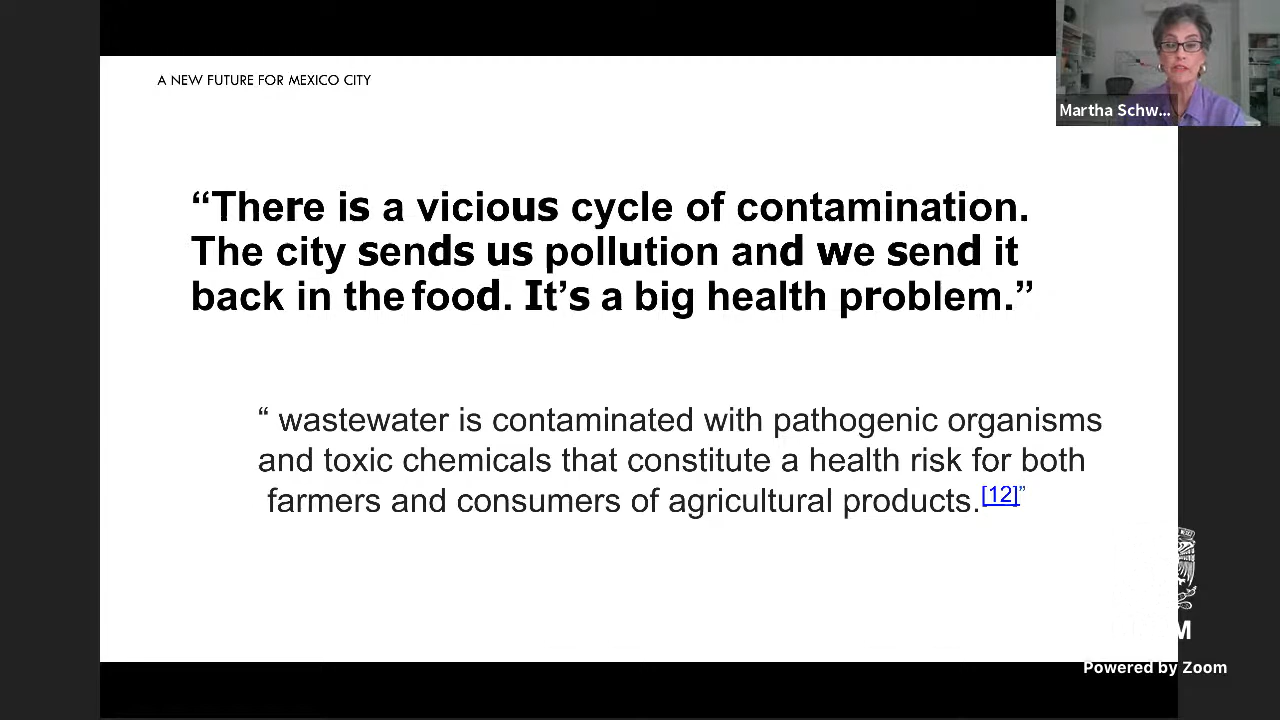 A NEW FUTURE FOR MEXICO CITY
Martha Schw...
“There is a vicious cycle of contamination.
The city sends us pollution and we send it
back in the food. It’s a big health problem.”
“ wastewater is contaminated with pathogenic organisms
and toxic chemicals that constitute a health risk for both
farmers and consumers of agricultural products.[12]”
M
Powered by Zoom